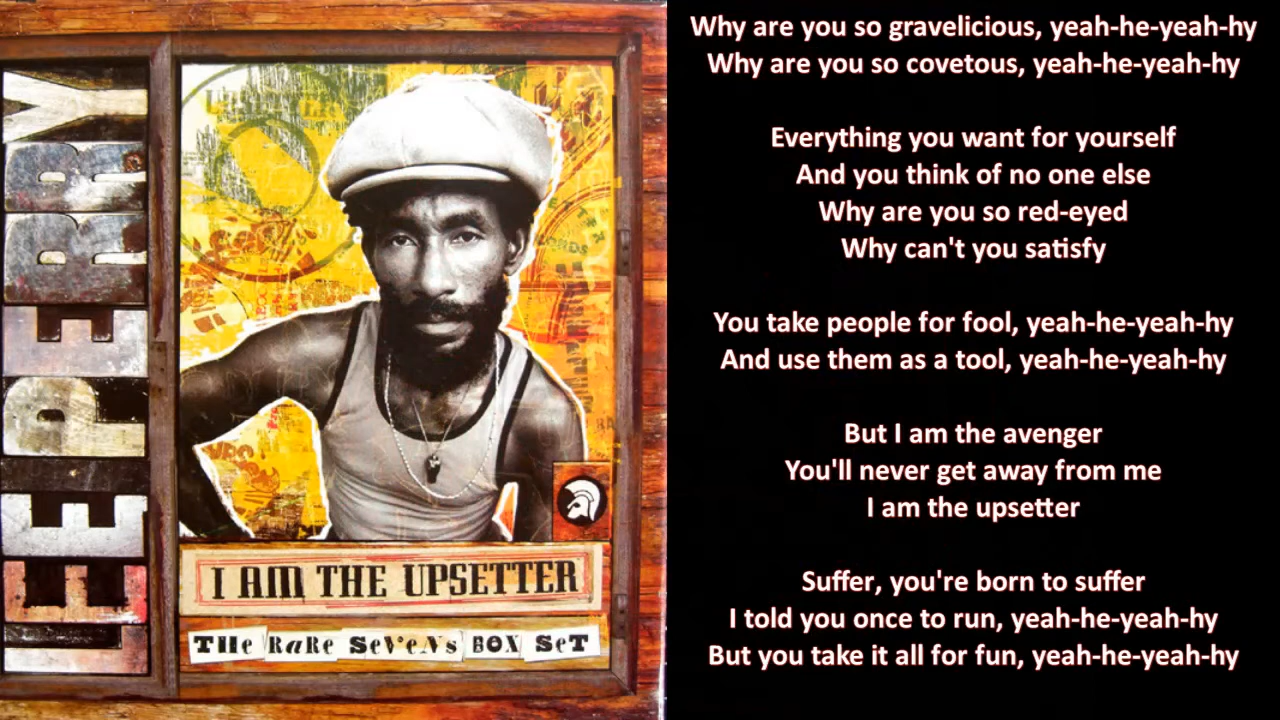 LEE PERRY
I AM THE UPSETTER
THe RaRe SeVeNs BOX SeT
Why are you so gravelicious, yeah-he-yeah-hy
Why are you so covetous, yeah-he-yeah-hy
Everything you want for yourself
And you think of no one else
Why are you so red-eyed
Why can't you satisfy
You take people for fool, yeah-he-yeah-hy
And use them as a tool, yeah-he-yeah-hy
But I am the avenger
You'll never get away from me
I am the upsetter
Suffer, you're born to suffer
I told you once to run, yeah-he-yeah-hy
But you take it all for fun, yeah-he-yeah-hy